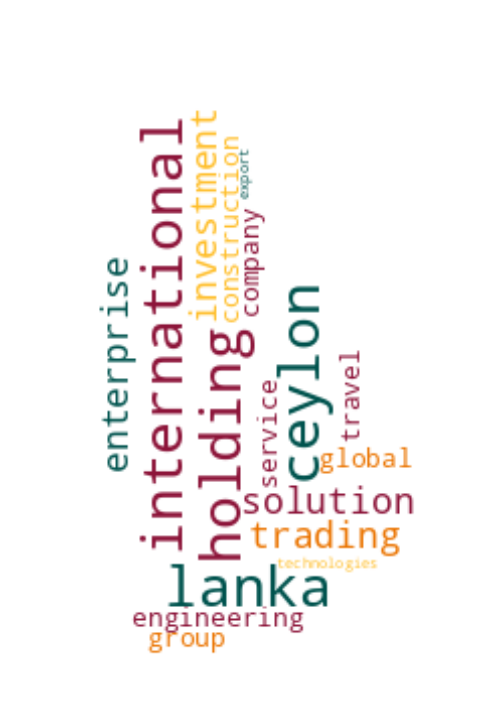 international
investment
construction
export
company
enterprise
ceylon
holding
travel
service
global
solution
trading
technologies
lanka
engineering
group